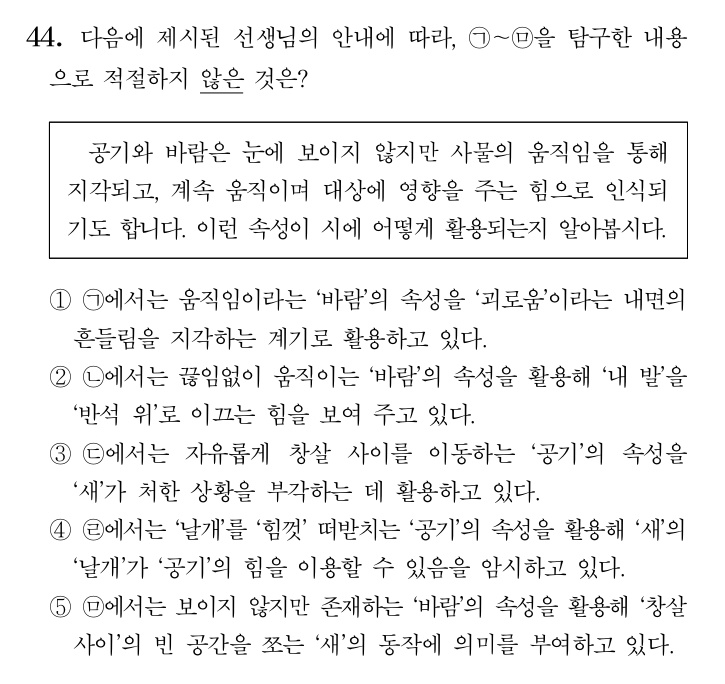 44. 다음에 제시된 선생님의 안내에 따라, ㉠~㉤을 탐구한 내용
으로 적절하지 않은 것은?
공기와 바람은 눈에 보이지 않지만 사물의 움직임을 통해
지각되고, 계속 움직이며 대상에 영향을 주는 힘으로 인식되
기도 합니다. 이런 속성이 시에 어떻게 활용되는지 알아봅시다.
① ㉠에서는 움직임이라는 ‘바람’의 속성을 ‘괴로움’이라는 내면의
흔들림을 지각하는 계기로 활용하고 있다.
② ㉡에서는 끊임없이 움직이는 ‘바람’의 속성을 활용해 ‘내 발’을
‘반석 위’로 이끄는 힘을 보여 주고 있다.
③ ㉢에서는 자유롭게 창살 사이를 이동하는 ‘공기’의 속성을
‘새’가 처한 상황을 부각하는 데 활용하고 있다.
④ ㉣에서는 ‘날개’를 ‘힘껏’ 떠받치는 ‘공기’의 속성을 활용해 ‘새’의
‘날개’가 ‘공기’의 힘을 이용할 수 있음을 암시하고 있다.
⑤ ㉤에서는 보이지 않지만 존재하는 ‘바람’의 속성을 활용해 ‘창살
사이’의 빈 공간을 쪼는 ‘새’의 동작에 의미를 부여하고 있다.